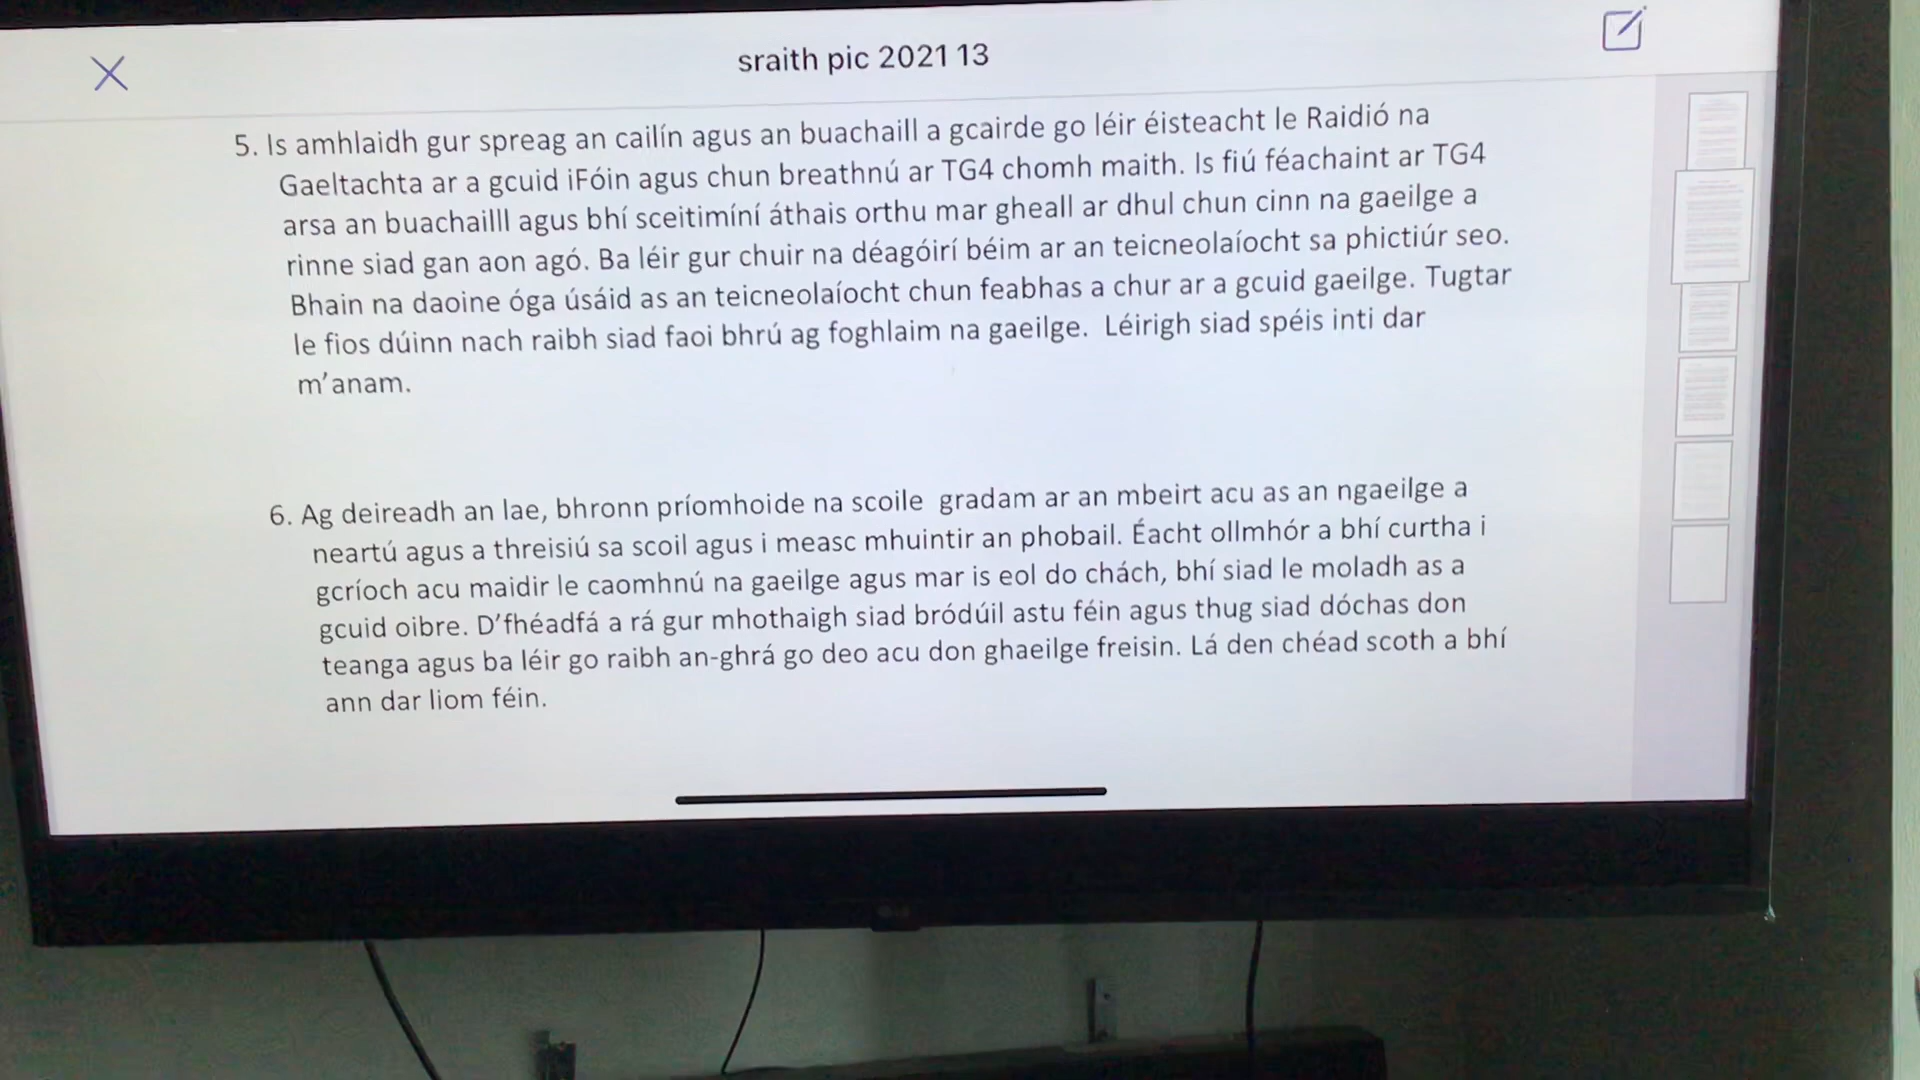 sraith pic 2021 13
5. Is amhlaidh gur spreag an cailín agus an buachaill a gcairde go léir éisteacht le Raidió na
Gaeltachta ar a gcuid iFóin agus chun breathnú ar TG4 chomh maith. Is fiú féachaint ar TG4
arsa an buachailll agus bhí sceitimíní áthais orthu mar gheall ar dhul chun cinn na gaeilge a
rinne siad gan aon agó. Ba léir gur chuir na déagóirí béim ar an teicneolaíocht sa phictiúr seo.
Bhain na daoine óga úsáid as an teicneolaíocht chun feabhas a chur ar a gcuid gaeilge. Tugtar
le fios dúinn nach raibh siad faoi bhrú ag foghlaim na gaeilge. Léirigh siad spéis inti dar
m’anam.
6. Ag deireadh an lae, bhronn príomhoide na scoile gradam ar an mbeirt acu as an ngaeilge a
neartú agus a threisiú sa scoil agus i measc mhuintir an phobail. Éacht ollmhór a bhí curtha i
gcríoch acu maidir le caomhnú na gaeilge agus mar is eol do chách, bhí siad le moladh as a
gcuid oibre. D’fhéadfá a rá gur mhothaigh siad bródúil astu féin agus thug siad dóchas don
teanga agus ba léir go raibh an-ghrá go deo acu don ghaeilge freisin. Lá den chéad scoth a bhí
ann dar liom féin.